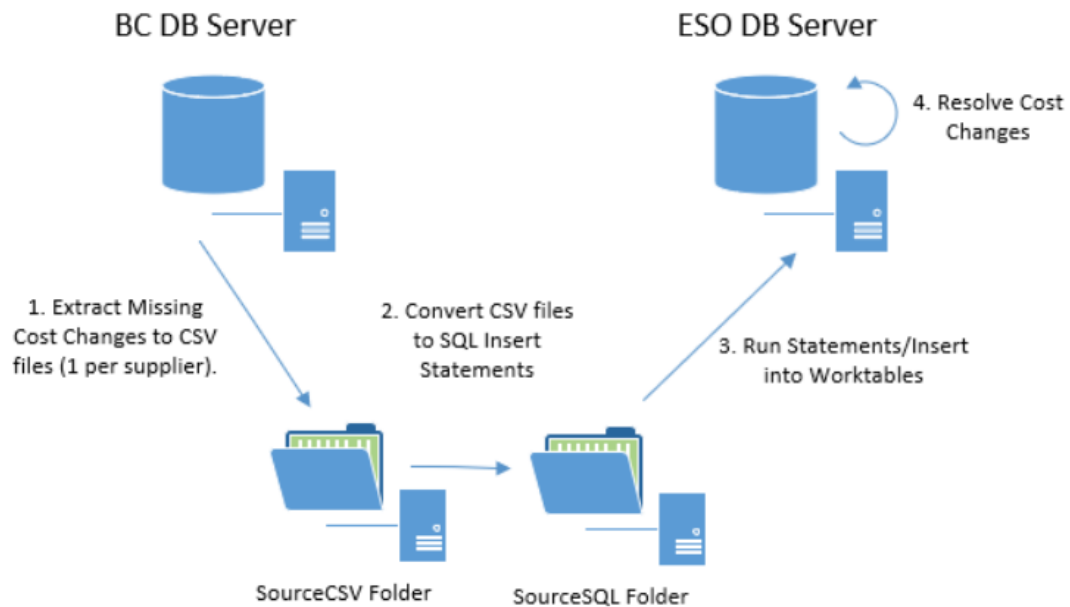 BC DB Server
ESO DB Server
4. Resolve Cost
Changes
1. Extract Missing
Cost Changes to CSV
files (1 per supplier).
2. Convert CSV files
to SQL Insert
Statements
3. Run Statements/Insert
into Worktables
SourceCSV Folder
SourceSQL Folder